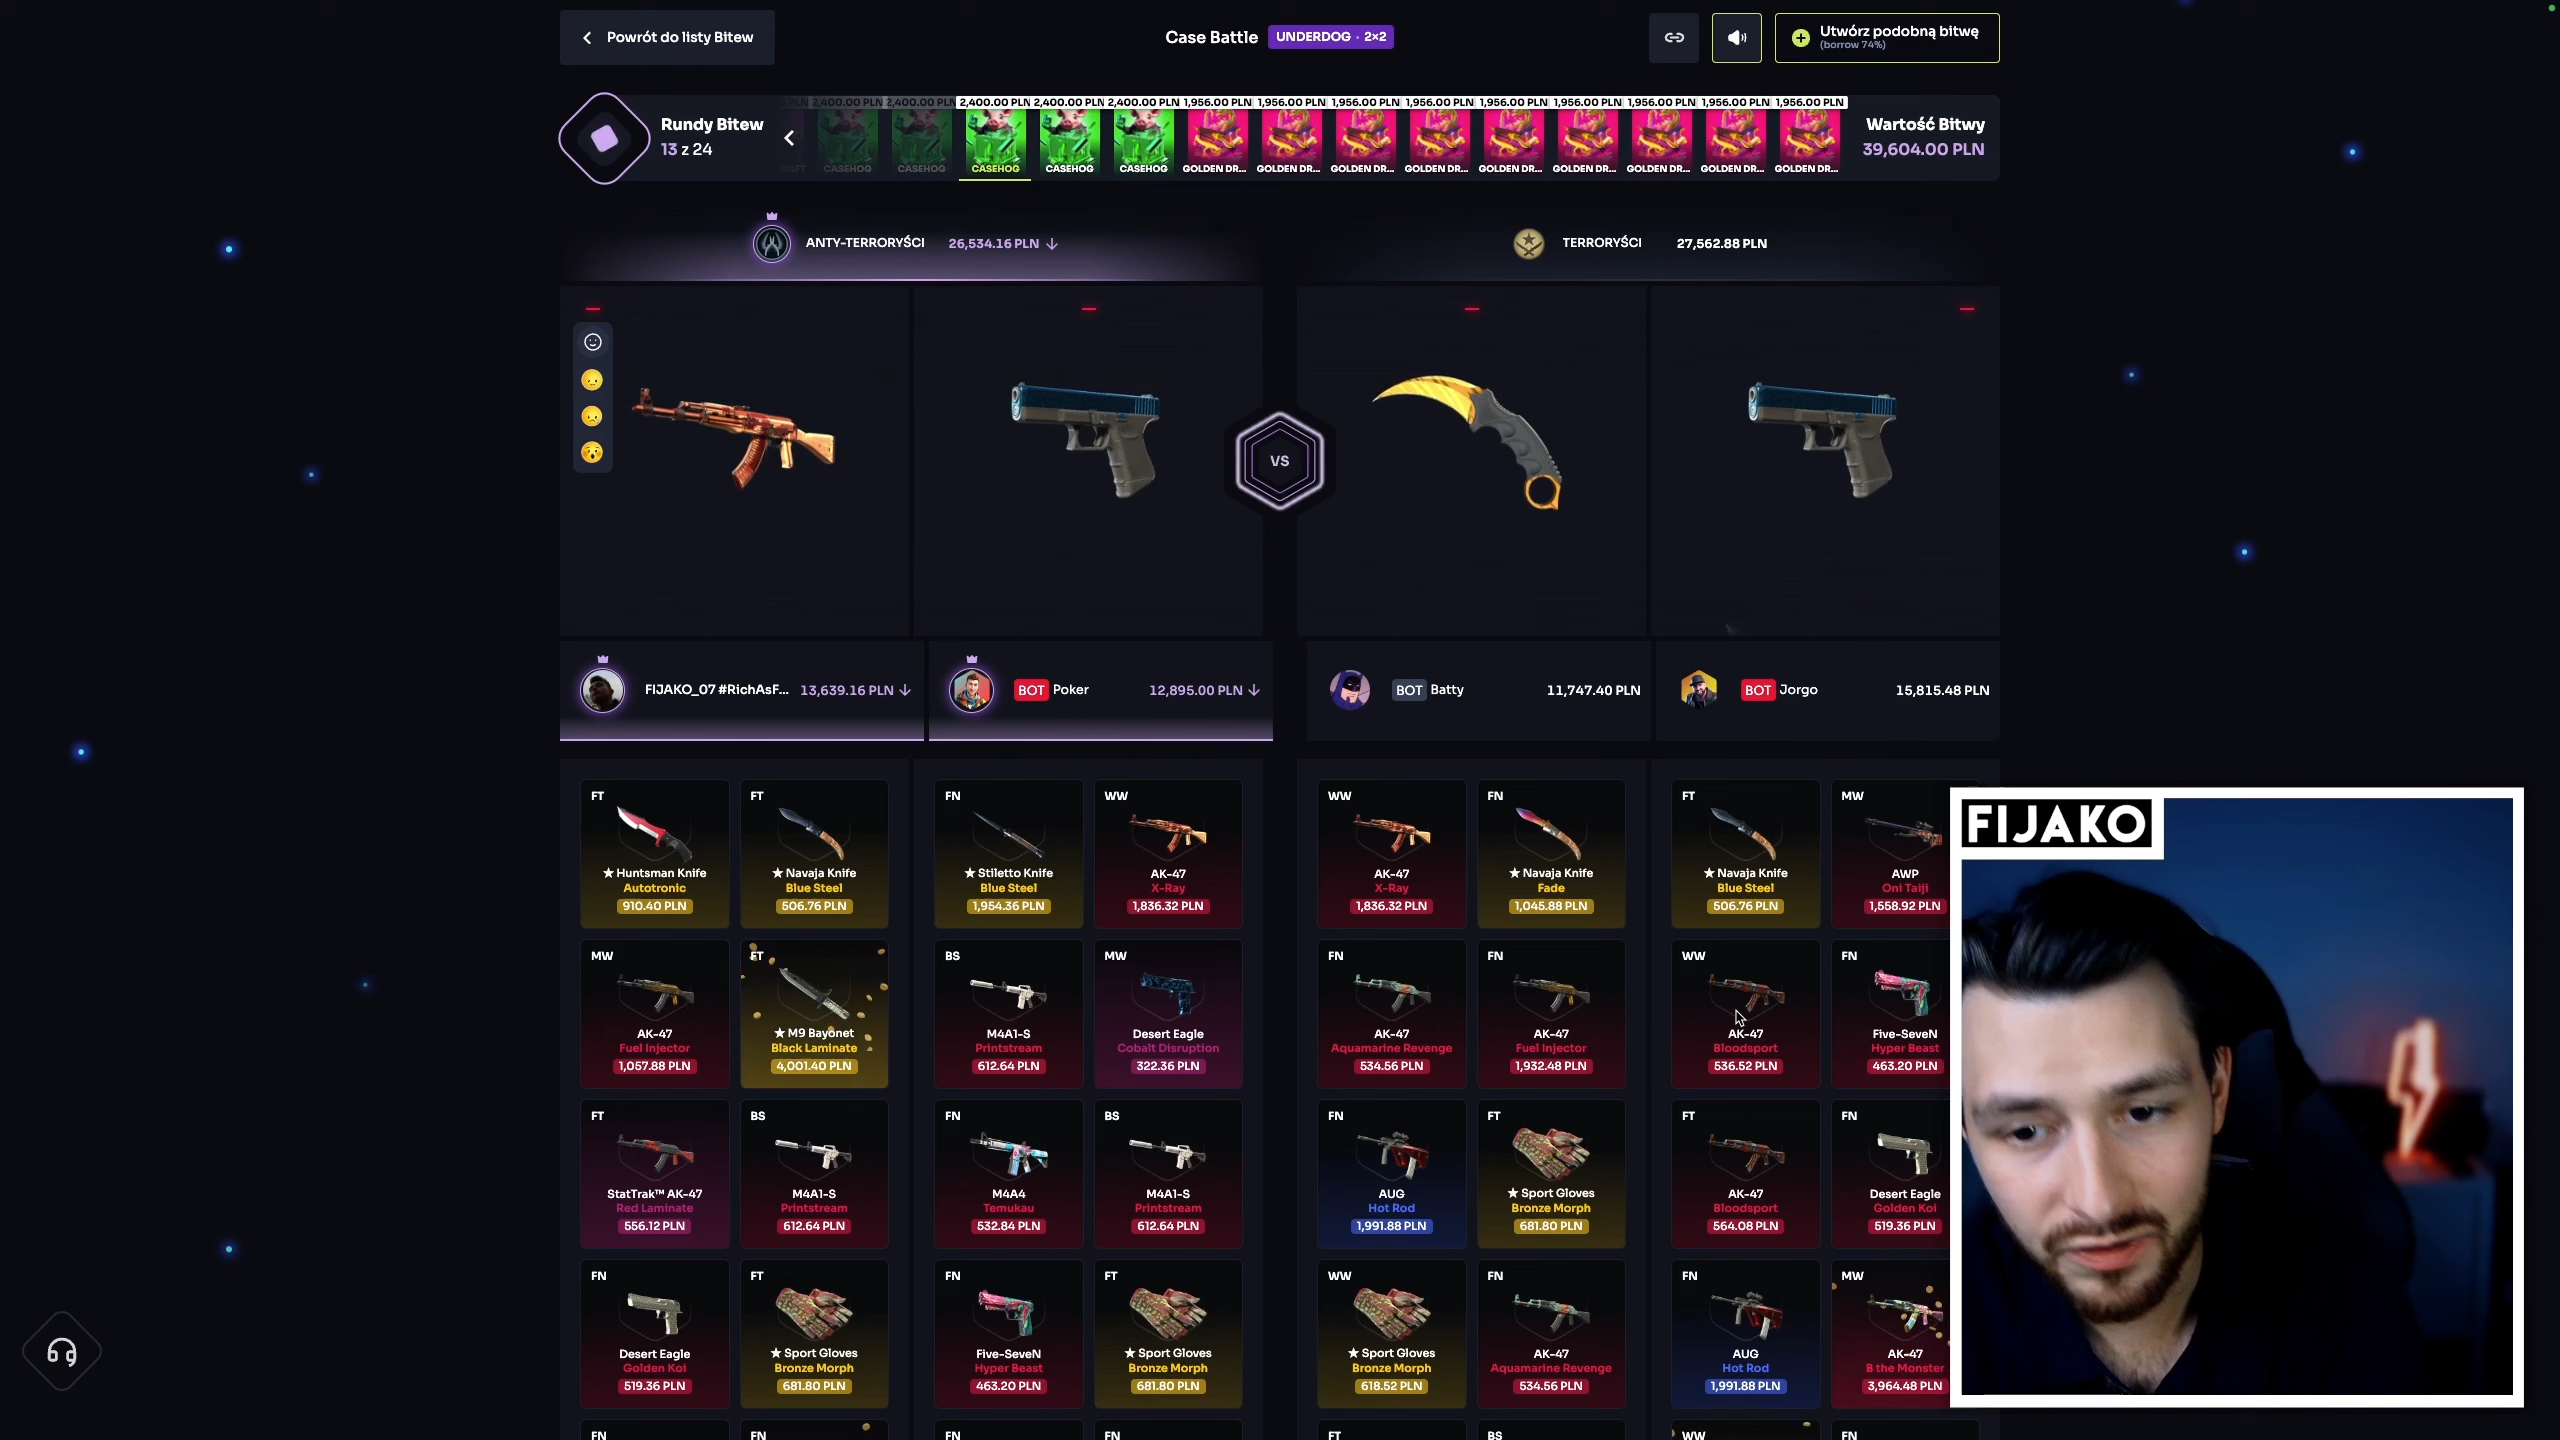 Powrót do listy Bitew
Case Battle
UNDERDOG · 2×2
Utwórz podobną bitwę
(borrow 74%)
Rundy Bitew
13 z 24
2,400.00 PLN 2,400.00 PLN 2,400.00 PLN 2,400.00 PLN 2,400.00 PLN 1,956.00 PLN 1,956.00 PLN 1,956.00 PLN 1,956.00 PLN 1,956.00 PLN 1,956.00 PLN 1,956.00 PLN 1,956.00 PLN 1,956.00 PLN
CASEHOG CASEHOG CASEHOG CASEHOG CASEHOG GOLDEN DR... GOLDEN DR... GOLDEN DR... GOLDEN DR... GOLDEN DR... GOLDEN DR... GOLDEN DR... GOLDEN DR... GOLDEN DR...
Wartość Bitwy
39,604.00 PLN
ANTY-TERRORYŚCI 26,534.16 PLN
TERRORYŚCI 27,562.88 PLN
VS
FIJAKO_07 #RichAsF... 13,639.16 PLN
BOT Poker 12,895.00 PLN
BOT Batty 11,747.40 PLN
BOT Jorgo 15,815.48 PLN
FT FT FN WW WW FN FT MW
★ Huntsman Knife ★ Navaja Knife ★ Stiletto Knife AK-47 AK-47 ★ Navaja Knife ★ Navaja Knife AWP
Autotronic Blue Steel Blue Steel X-Ray X-Ray Fade Blue Steel Oni Taiji
910.40 PLN 506.76 PLN 1,954.36 PLN 1,836.32 PLN 1,836.32 PLN 1,045.88 PLN 506.76 PLN 1,558.92 PLN
MW FT BS MW FN FN WW FN
AK-47 ★ M9 Bayonet M4A1-S Desert Eagle AK-47 AK-47 AK-47 Five-SeveN
Fuel Injector Black Laminate Printstream Cobalt Disruption Aquamarine Revenge Fuel Injector Bloodsport Hyper Beast
1,057.88 PLN 4,001.40 PLN 612.64 PLN 322.36 PLN 534.56 PLN 1,932.48 PLN 536.52 PLN 463.20 PLN
FT BS FN BS FN FT FT FN
StatTrak™ AK-47 M4A1-S M4A4 M4A1-S AUG ★ Sport Gloves AK-47 Desert Eagle
Red Laminate Printstream Temukau Printstream Hot Rod Bronze Morph Bloodsport Golden Koi
556.12 PLN 612.64 PLN 532.84 PLN 612.64 PLN 1,991.88 PLN 681.80 PLN 564.08 PLN 519.36 PLN
FN FT FN FT WW FN FN MW
Desert Eagle ★ Sport Gloves Five-SeveN ★ Sport Gloves ★ Sport Gloves AK-47 AUG AK-47
Golden Koi Bronze Morph Hyper Beast Bronze Morph Bronze Morph Aquamarine Revenge Hot Rod B the Monster
519.36 PLN 681.80 PLN 463.20 PLN 681.80 PLN 618.52 PLN 534.56 PLN 1,991.88 PLN 3,964.48 PLN
FN FN FN FN FT BS WW FN
FIJAKO